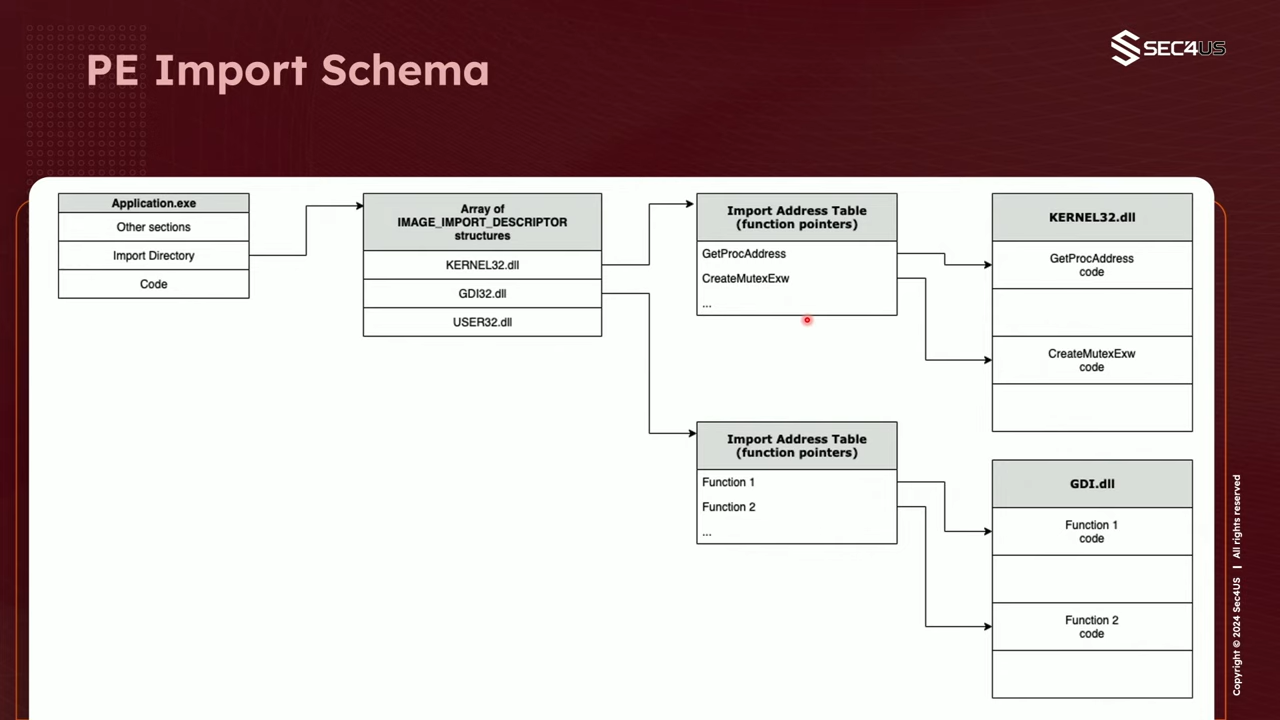 PE Import Schema
SEC4US
Application.exe
Other sections
Import Directory
Code
Array of
IMAGE_IMPORT_DESCRIPTOR
structures
KERNEL32.dll
GDI32.dll
USER32.dll
Import Address Table
(function pointers)
GetProcAddress
CreateMutexExw
...
KERNEL32.dll
GetProcAddress
code
CreateMutexExw
code
Import Address Table
(function pointers)
Function 1
Function 2
...
GDI.dll
Function 1
code
Function 2
code
Copyright © 2024 Sec4US | All rights reserved